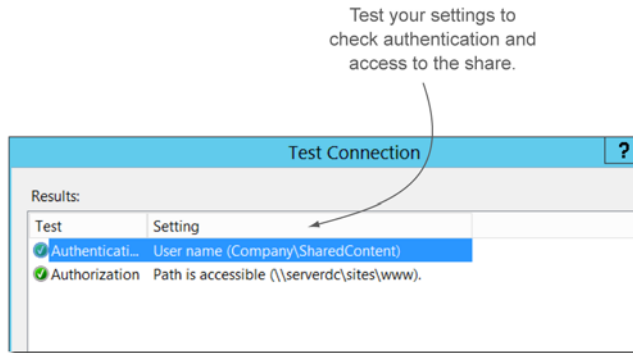 Test your settings to
check authentication and
access to the share.
Test Connection ?
Results:
Test Setting
Authenticati... User name (Company\SharedContent)
Authorization Path is accessible (\\serverdc\sites\www).